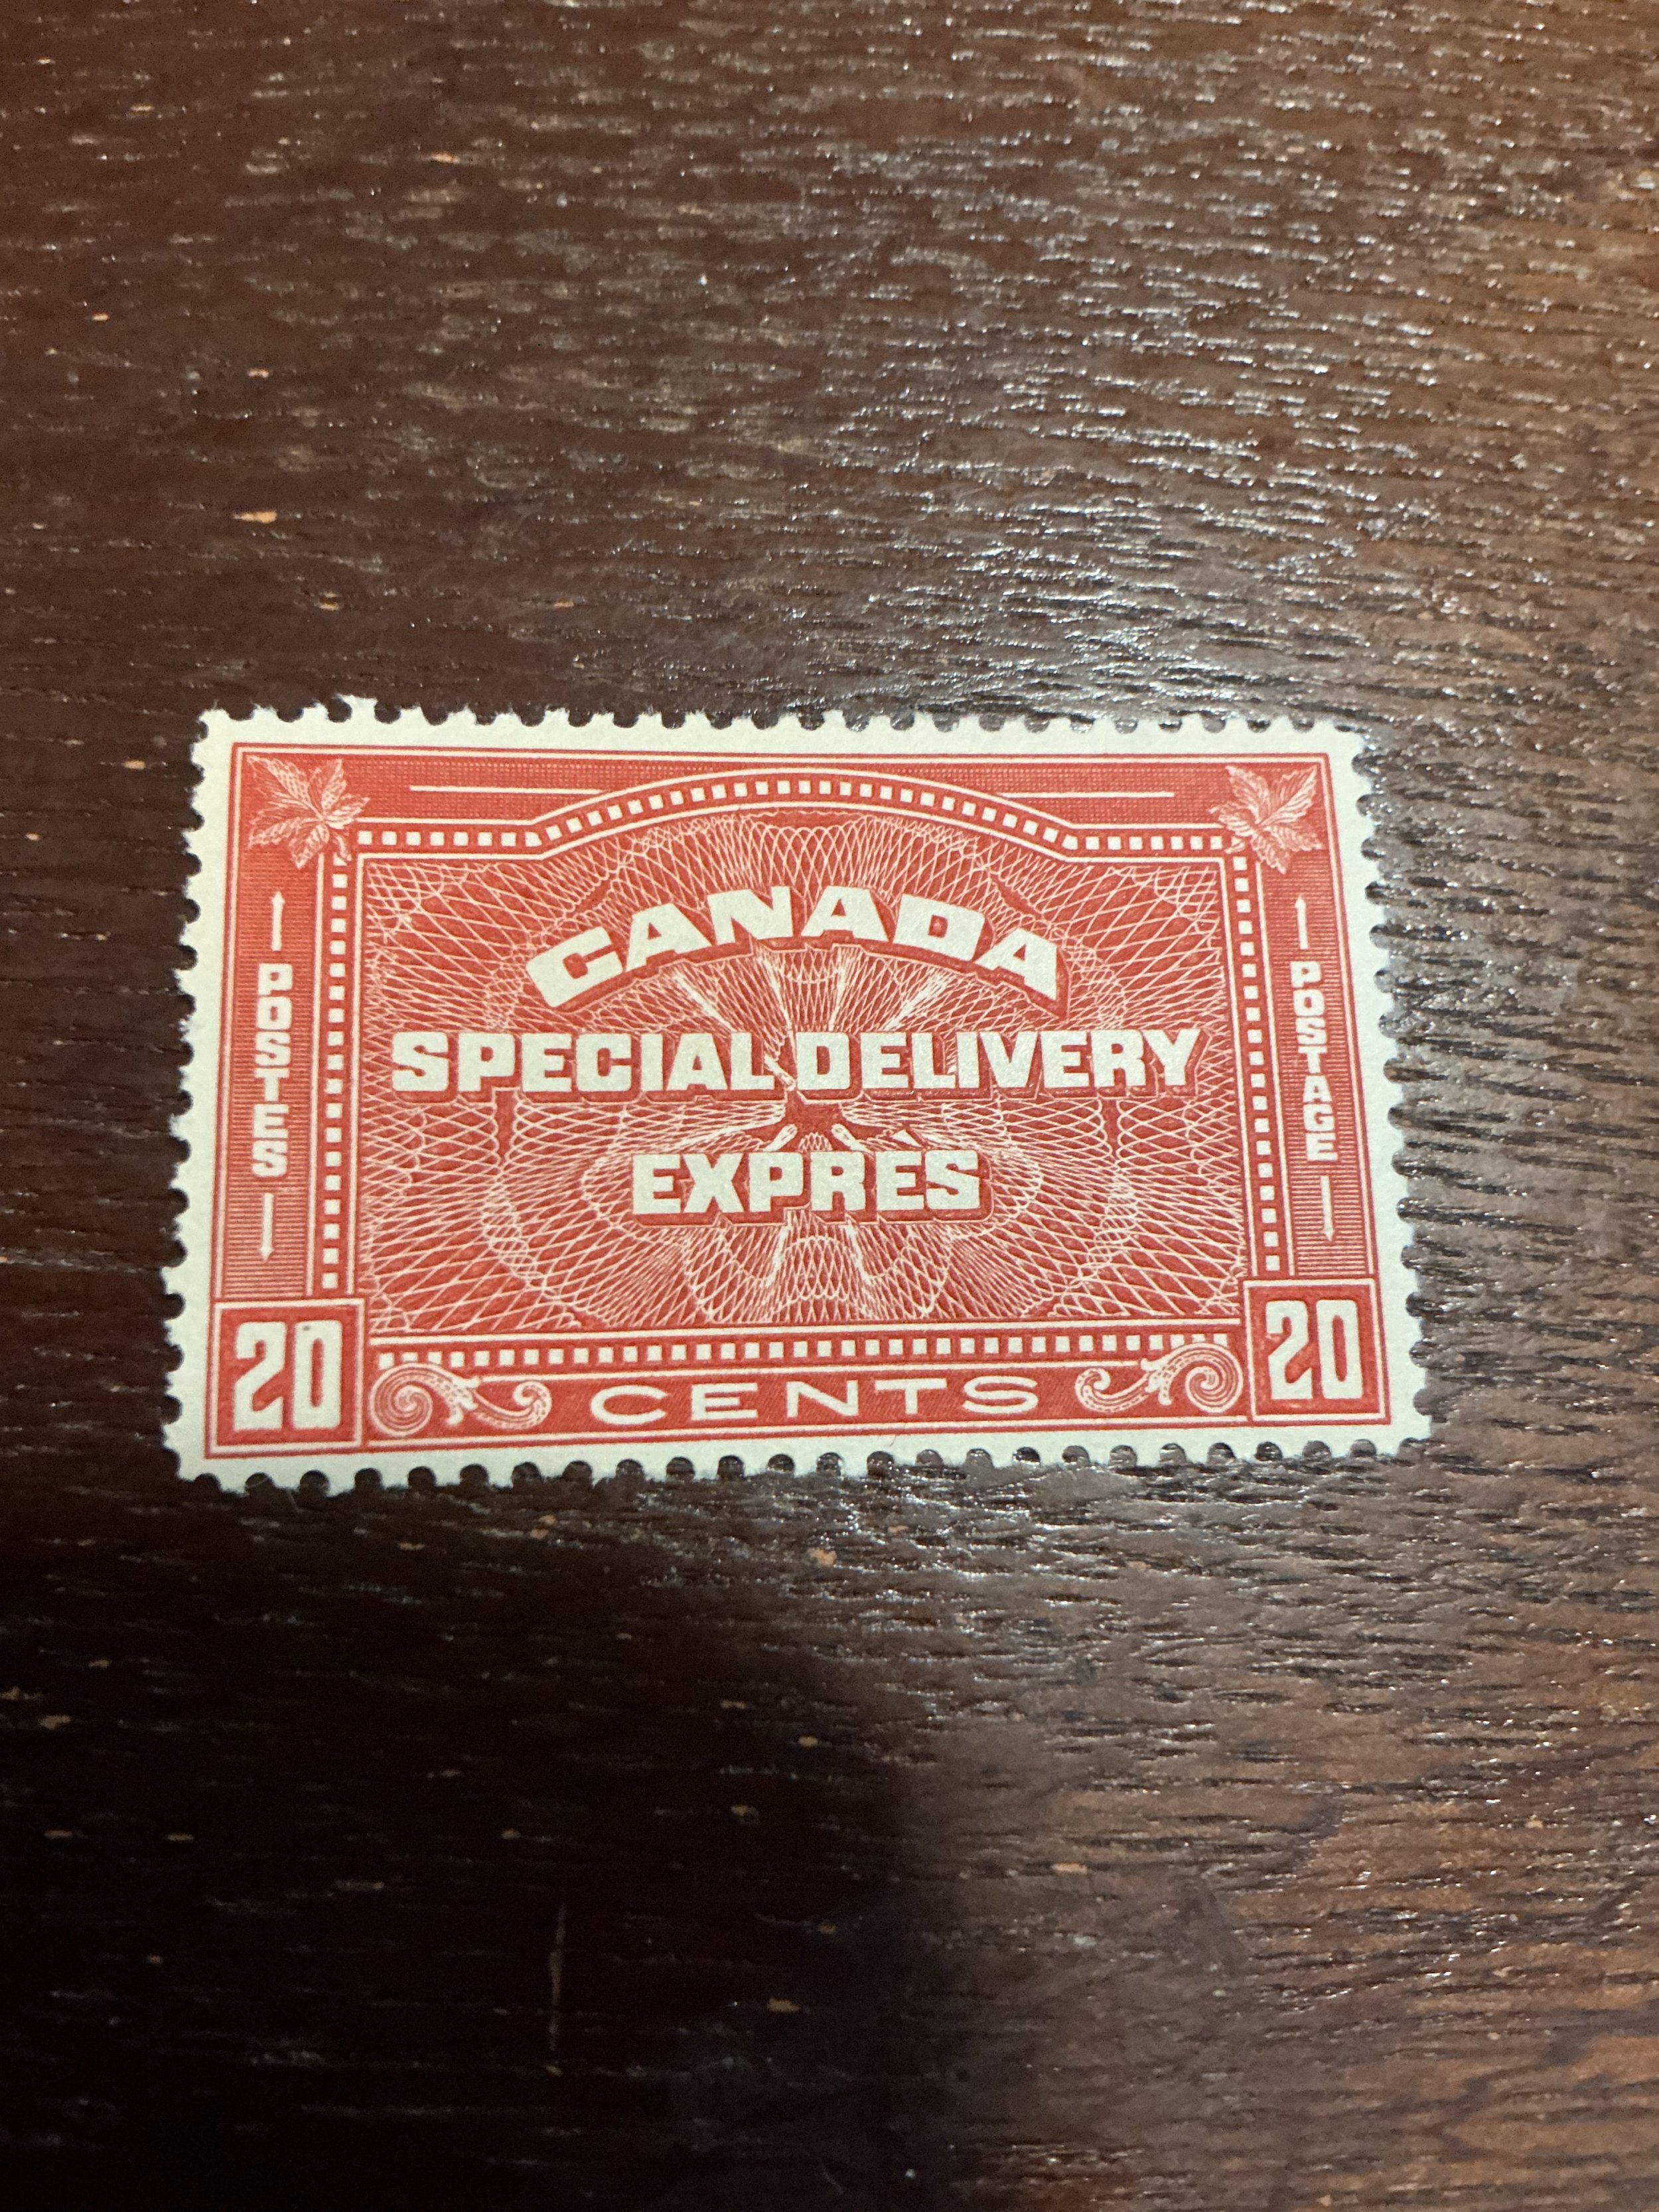 CANADA
SPECIAL DELIVERY
EXPRÈS
POSTES
POSTAGE
20
CENTS
20